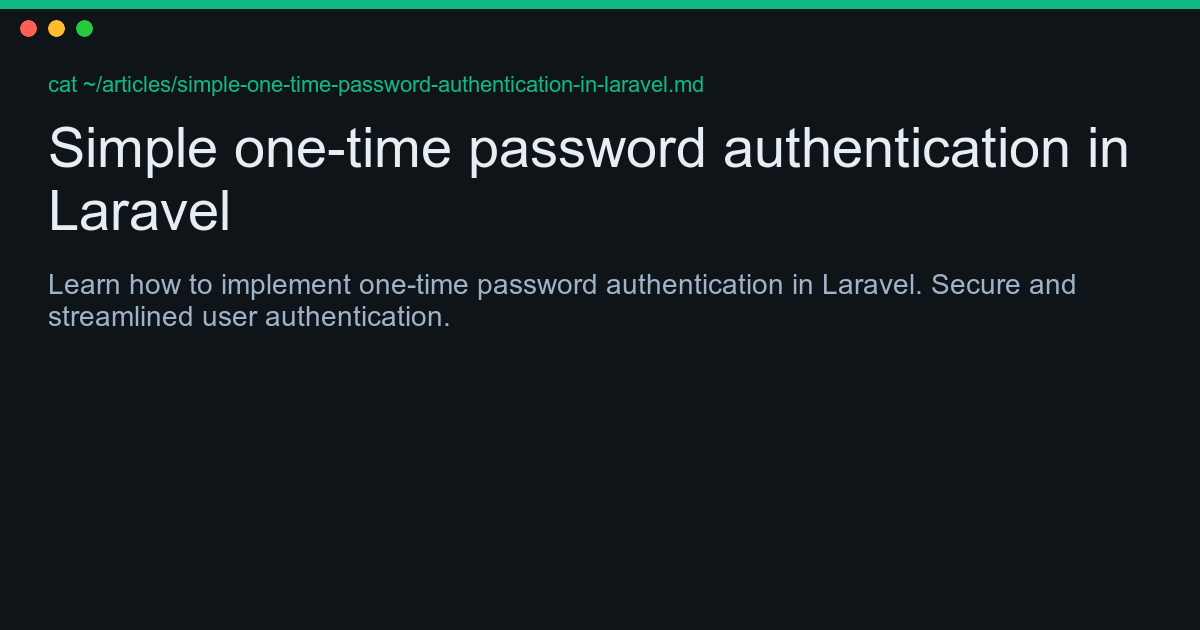 cat ~/articles/simple-one-time-password-authentication-in-laravel.md
Simple one-time password authentication in
Laravel
Learn how to implement one-time password authentication in Laravel. Secure and
streamlined user authentication.